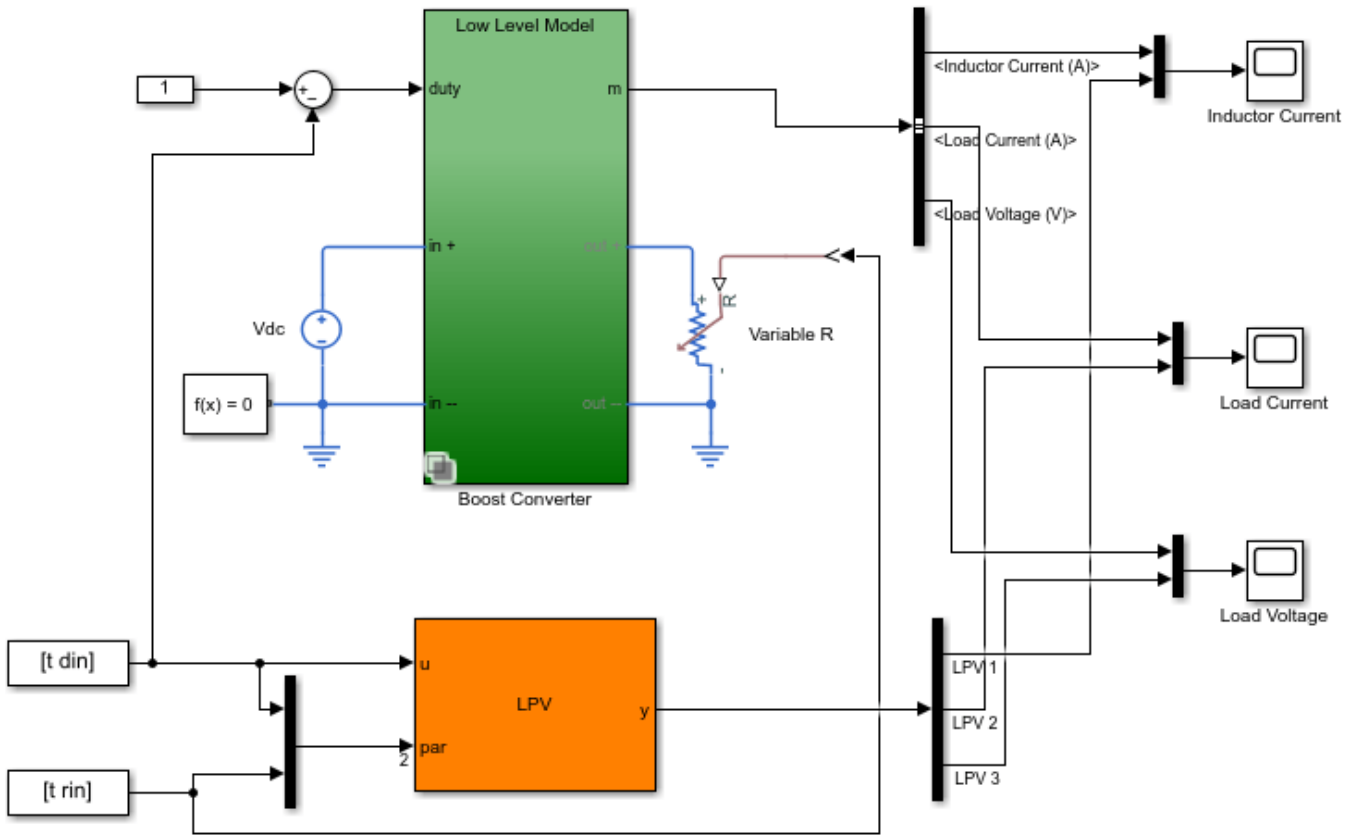 Low Level Model
1
+
−
duty
m
<Inductor Current (A)>
Inductor Current
<Load Current (A)>
<Load Voltage (V)>
in +
out +
+
R
Vdc
+
−
Variable R
-
f(x) = 0
in --
out --
Load Current
Boost Converter
Load Voltage
[t din]
u
LPV
y
par
2
LPV 1
LPV 2
LPV 3
[t rin]